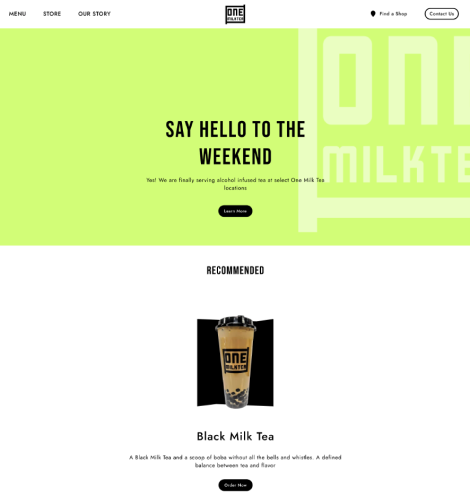 MENU STORE OUR STORY
ONE
MILKTEA
Find a Shop
Contact Us
ONE
MILKTE
SAY HELLO TO THE
WEEKEND
Yes! We are finally serving alcohol infused tea at select One Milk Tea
locations
Learn More
RECOMMENDED
ONE
MILKTEA
Black Milk Tea
A Black Milk Tea and a scoop of boba without all the bells and whistles. A defined
balance between tea and flavor
Order Now